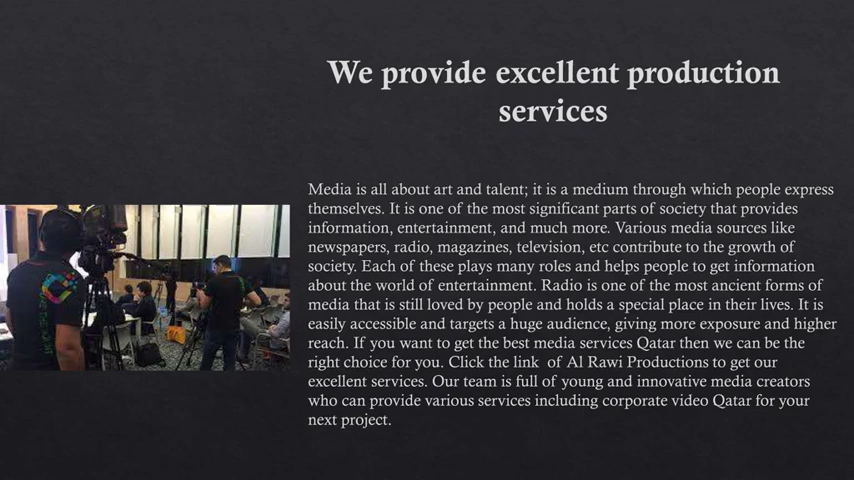 We provide excellent production
services
Media is all about art and talent; it is a medium through which people express
themselves. It is one of the most significant parts of society that provides
information, entertainment, and much more. Various media sources like
newspapers, radio, magazines, television, etc contribute to the growth of
society. Each of these plays many roles and helps people to get information
about the world of entertainment. Radio is one of the most ancient forms of
media that is still loved by people and holds a special place in their lives. It is
easily accessible and targets a huge audience, giving more exposure and higher
reach. If you want to get the best media services Qatar then we can be the
right choice for you. Click the link  of Al Rawi Productions to get our
excellent services. Our team is full of young and innovative media creators
who can provide various services including corporate video Qatar for your
next project.